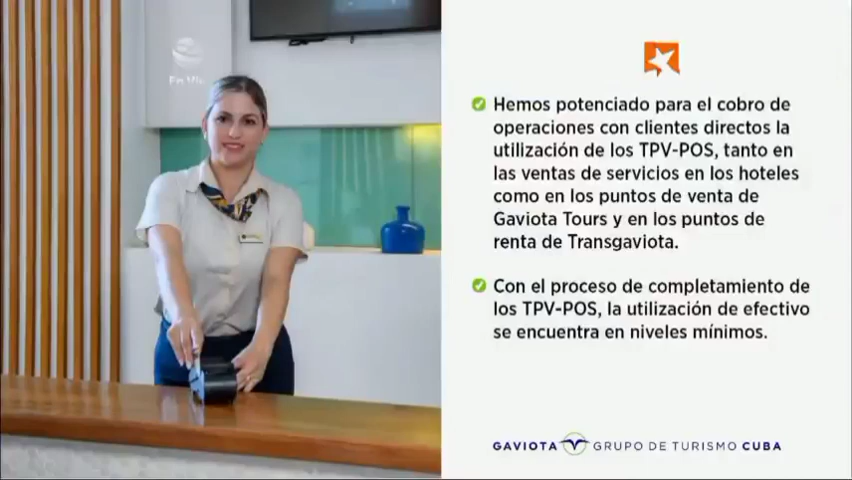 En Vivo
Hemos potenciado para el cobro de
operaciones con clientes directos la
utilización de los TPV-POS, tanto en
las ventas de servicios en los hoteles
como en los puntos de venta de
Gaviota Tours y en los puntos de
renta de Transgaviota.
Con el proceso de completamiento de
los TPV-POS, la utilización de efectivo
se encuentra en niveles mínimos.
GAVIOTA GRUPO DE TURISMO CUBA